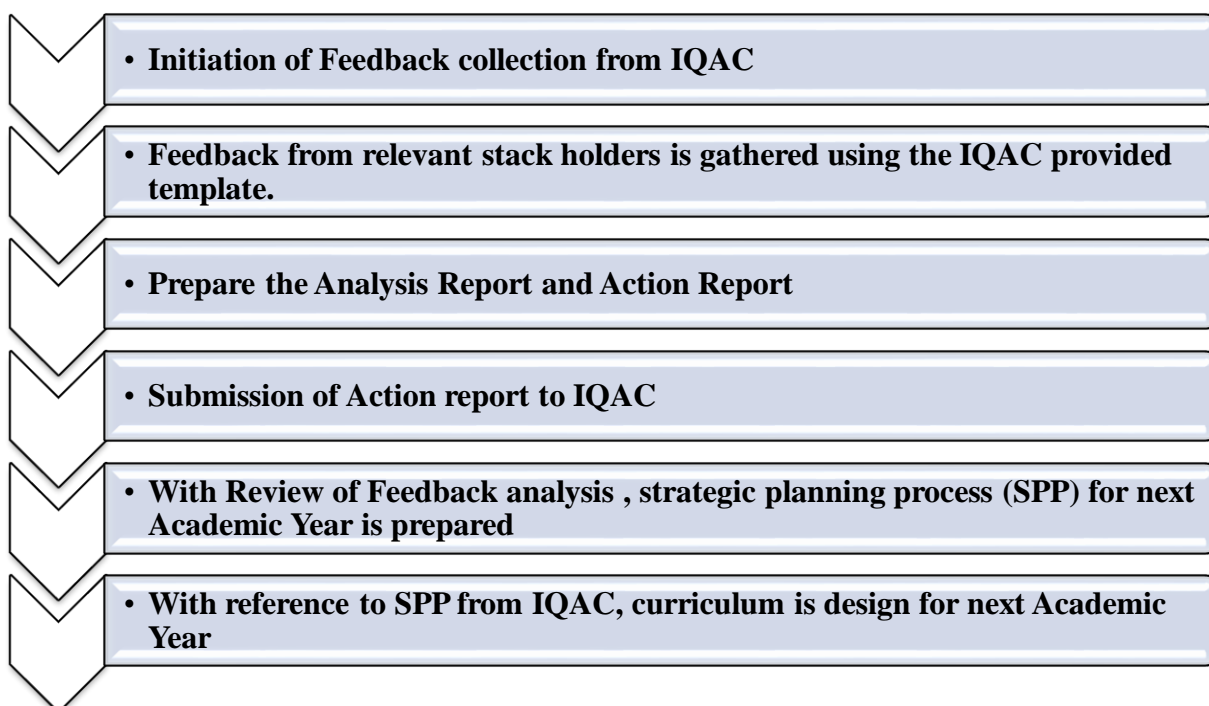 • Initiation of Feedback collection from IQAC
• Feedback from relevant stack holders is gathered using the IQAC provided
template.
• Prepare the Analysis Report and Action Report
• Submission of Action report to IQAC
• With Review of Feedback analysis , strategic planning process (SPP) for next
Academic Year is prepared
• With reference to SPP from IQAC, curriculum is design for next Academic
Year